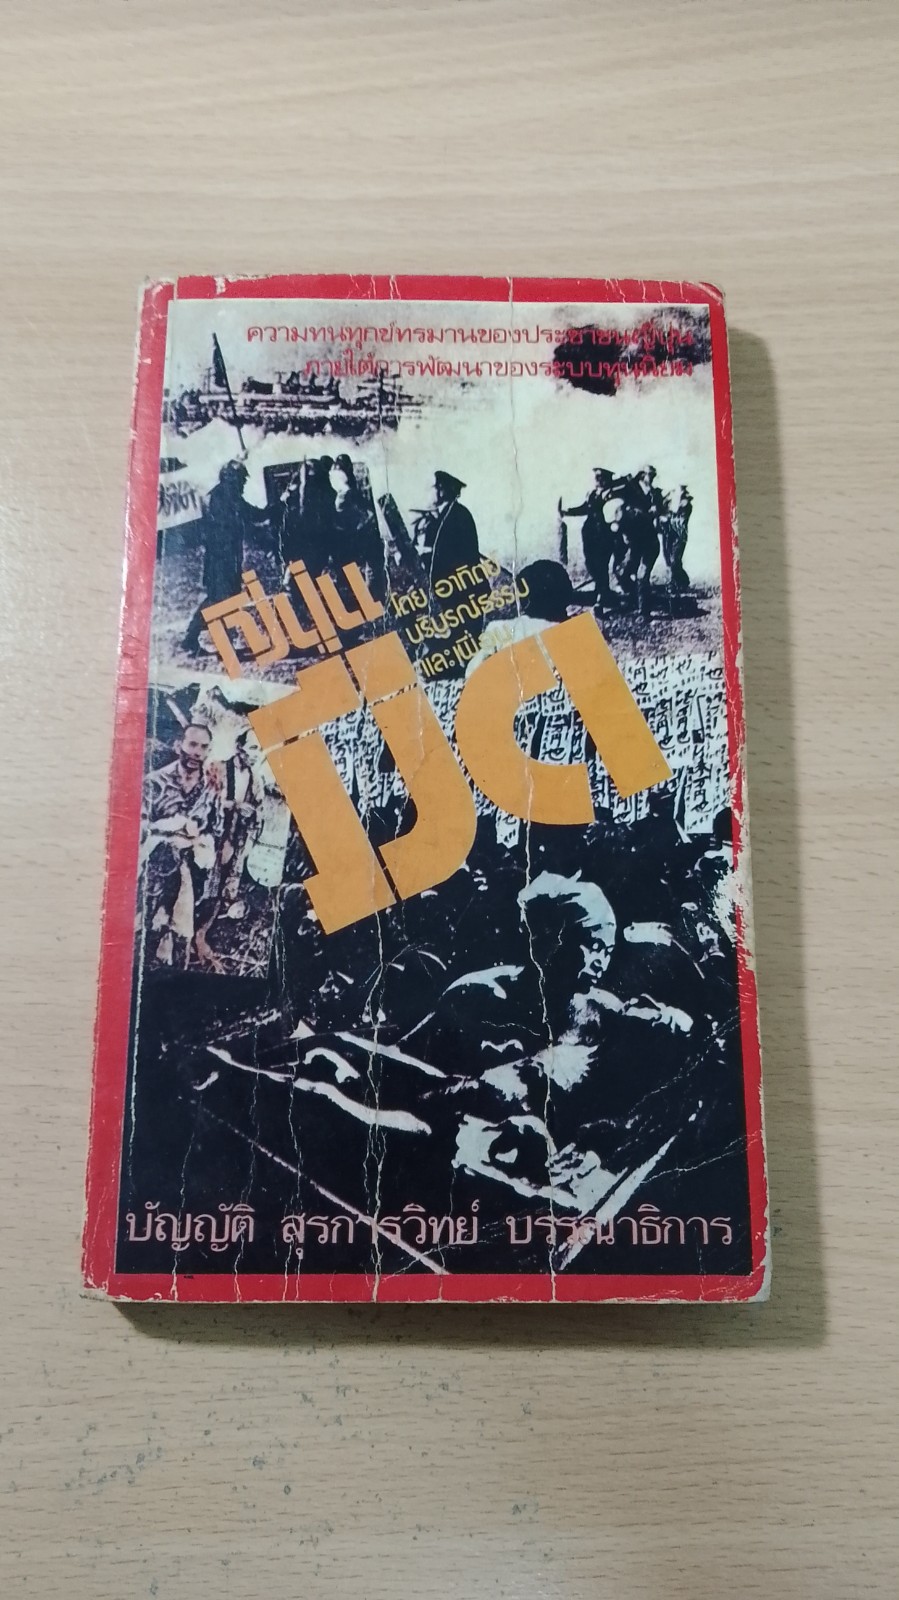 ความทนทุกข์ทรมานของประชาชนญี่ปุ่น
ภายใต้การพัฒนาของระบบทุนนิยม
ญี่ปุ่น
มืด
โดย อาทิตย์
บริบูรณ์ธรรม
และเพื่อน
บัญญัติ สุรการวิทย์ บรรณาธิการ